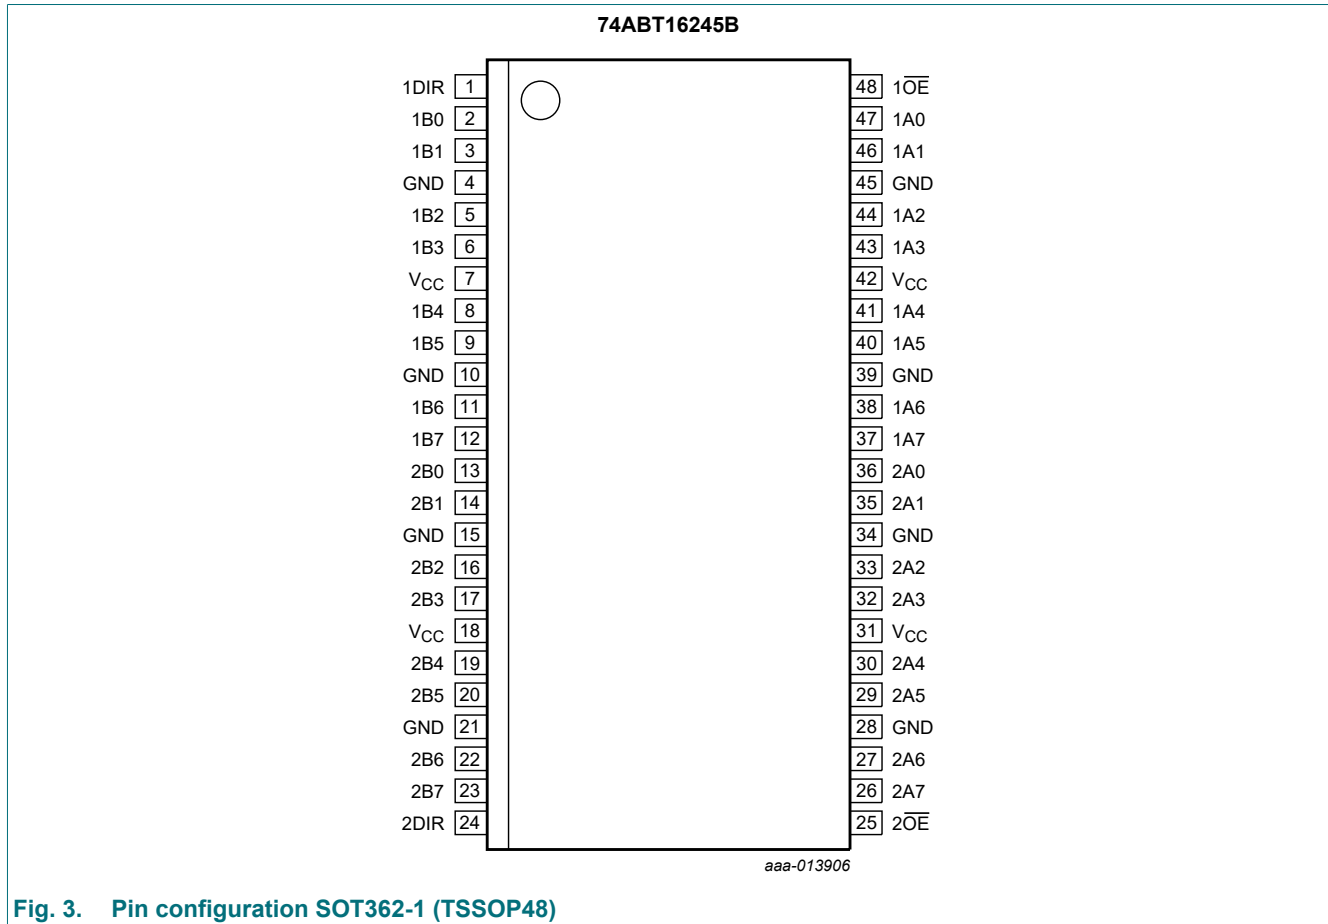 74ABT16245B
1DIR 1 48 1O̅E̅
1B0 2 47 1A0
1B1 3 46 1A1
GND 4 45 GND
1B2 5 44 1A2
1B3 6 43 1A3
VCC 7 42 VCC
1B4 8 41 1A4
1B5 9 40 1A5
GND 10 39 GND
1B6 11 38 1A6
1B7 12 37 1A7
2B0 13 36 2A0
2B1 14 35 2A1
GND 15 34 GND
2B2 16 33 2A2
2B3 17 32 2A3
VCC 18 31 VCC
2B4 19 30 2A4
2B5 20 29 2A5
GND 21 28 GND
2B6 22 27 2A6
2B7 23 26 2A7
2DIR 24 25 2O̅E̅
aaa-013906
Fig. 3. Pin configuration SOT362-1 (TSSOP48)